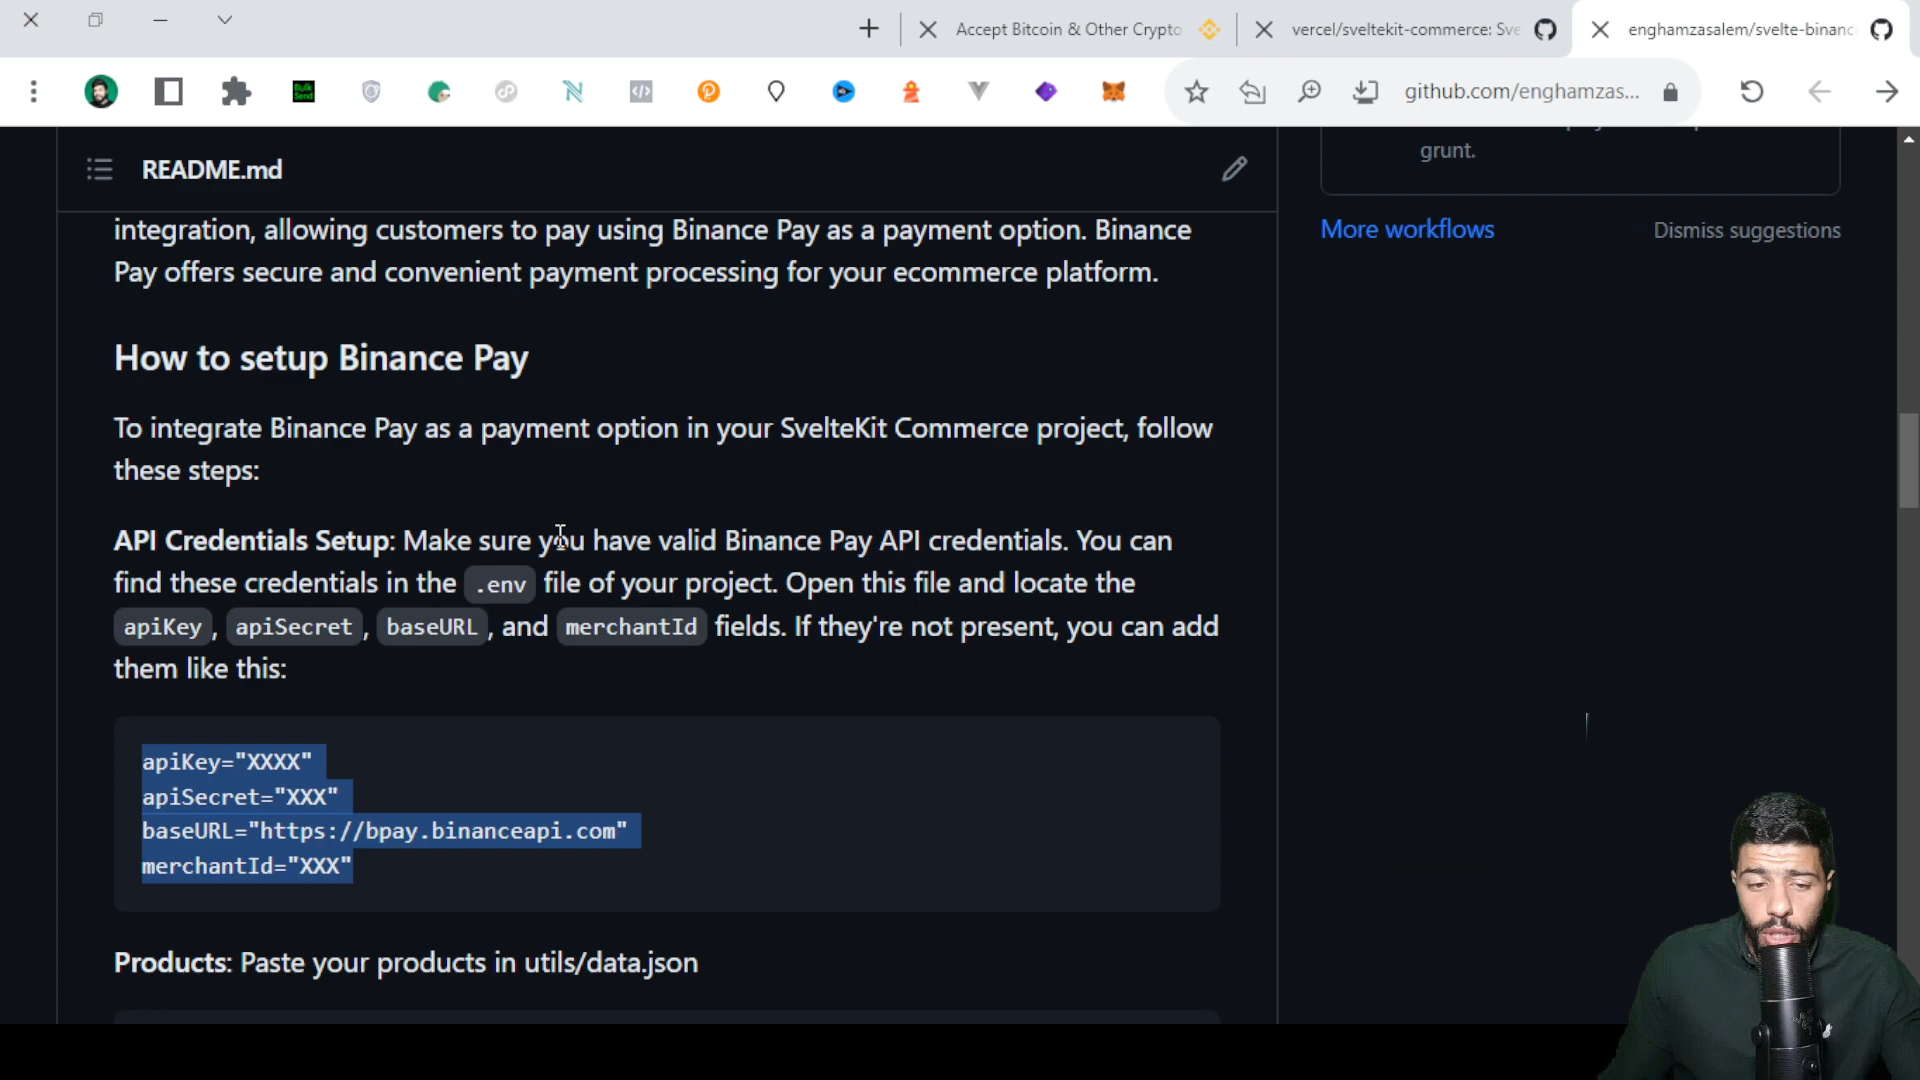 Accept Bitcoin & Other Crypto
vercel/sveltekit-commerce: Sve
enghamzasalem/svelte-binanc
github.com/enghamzas...
README.md
grunt.
More workflows
Dismiss suggestions
integration, allowing customers to pay using Binance Pay as a payment option. Binance
Pay offers secure and convenient payment processing for your ecommerce platform.
How to setup Binance Pay
To integrate Binance Pay as a payment option in your SvelteKit Commerce project, follow
these steps:
API Credentials Setup: Make sure you have valid Binance Pay API credentials. You can
find these credentials in the .env file of your project. Open this file and locate the
apiKey, apiSecret, baseURL, and merchantId fields. If they're not present, you can add
them like this:
apiKey="XXXX"
apiSecret="XXX"
baseURL="https://bpay.binanceapi.com"
merchantId="XXX"
Products: Paste your products in utils/data.json